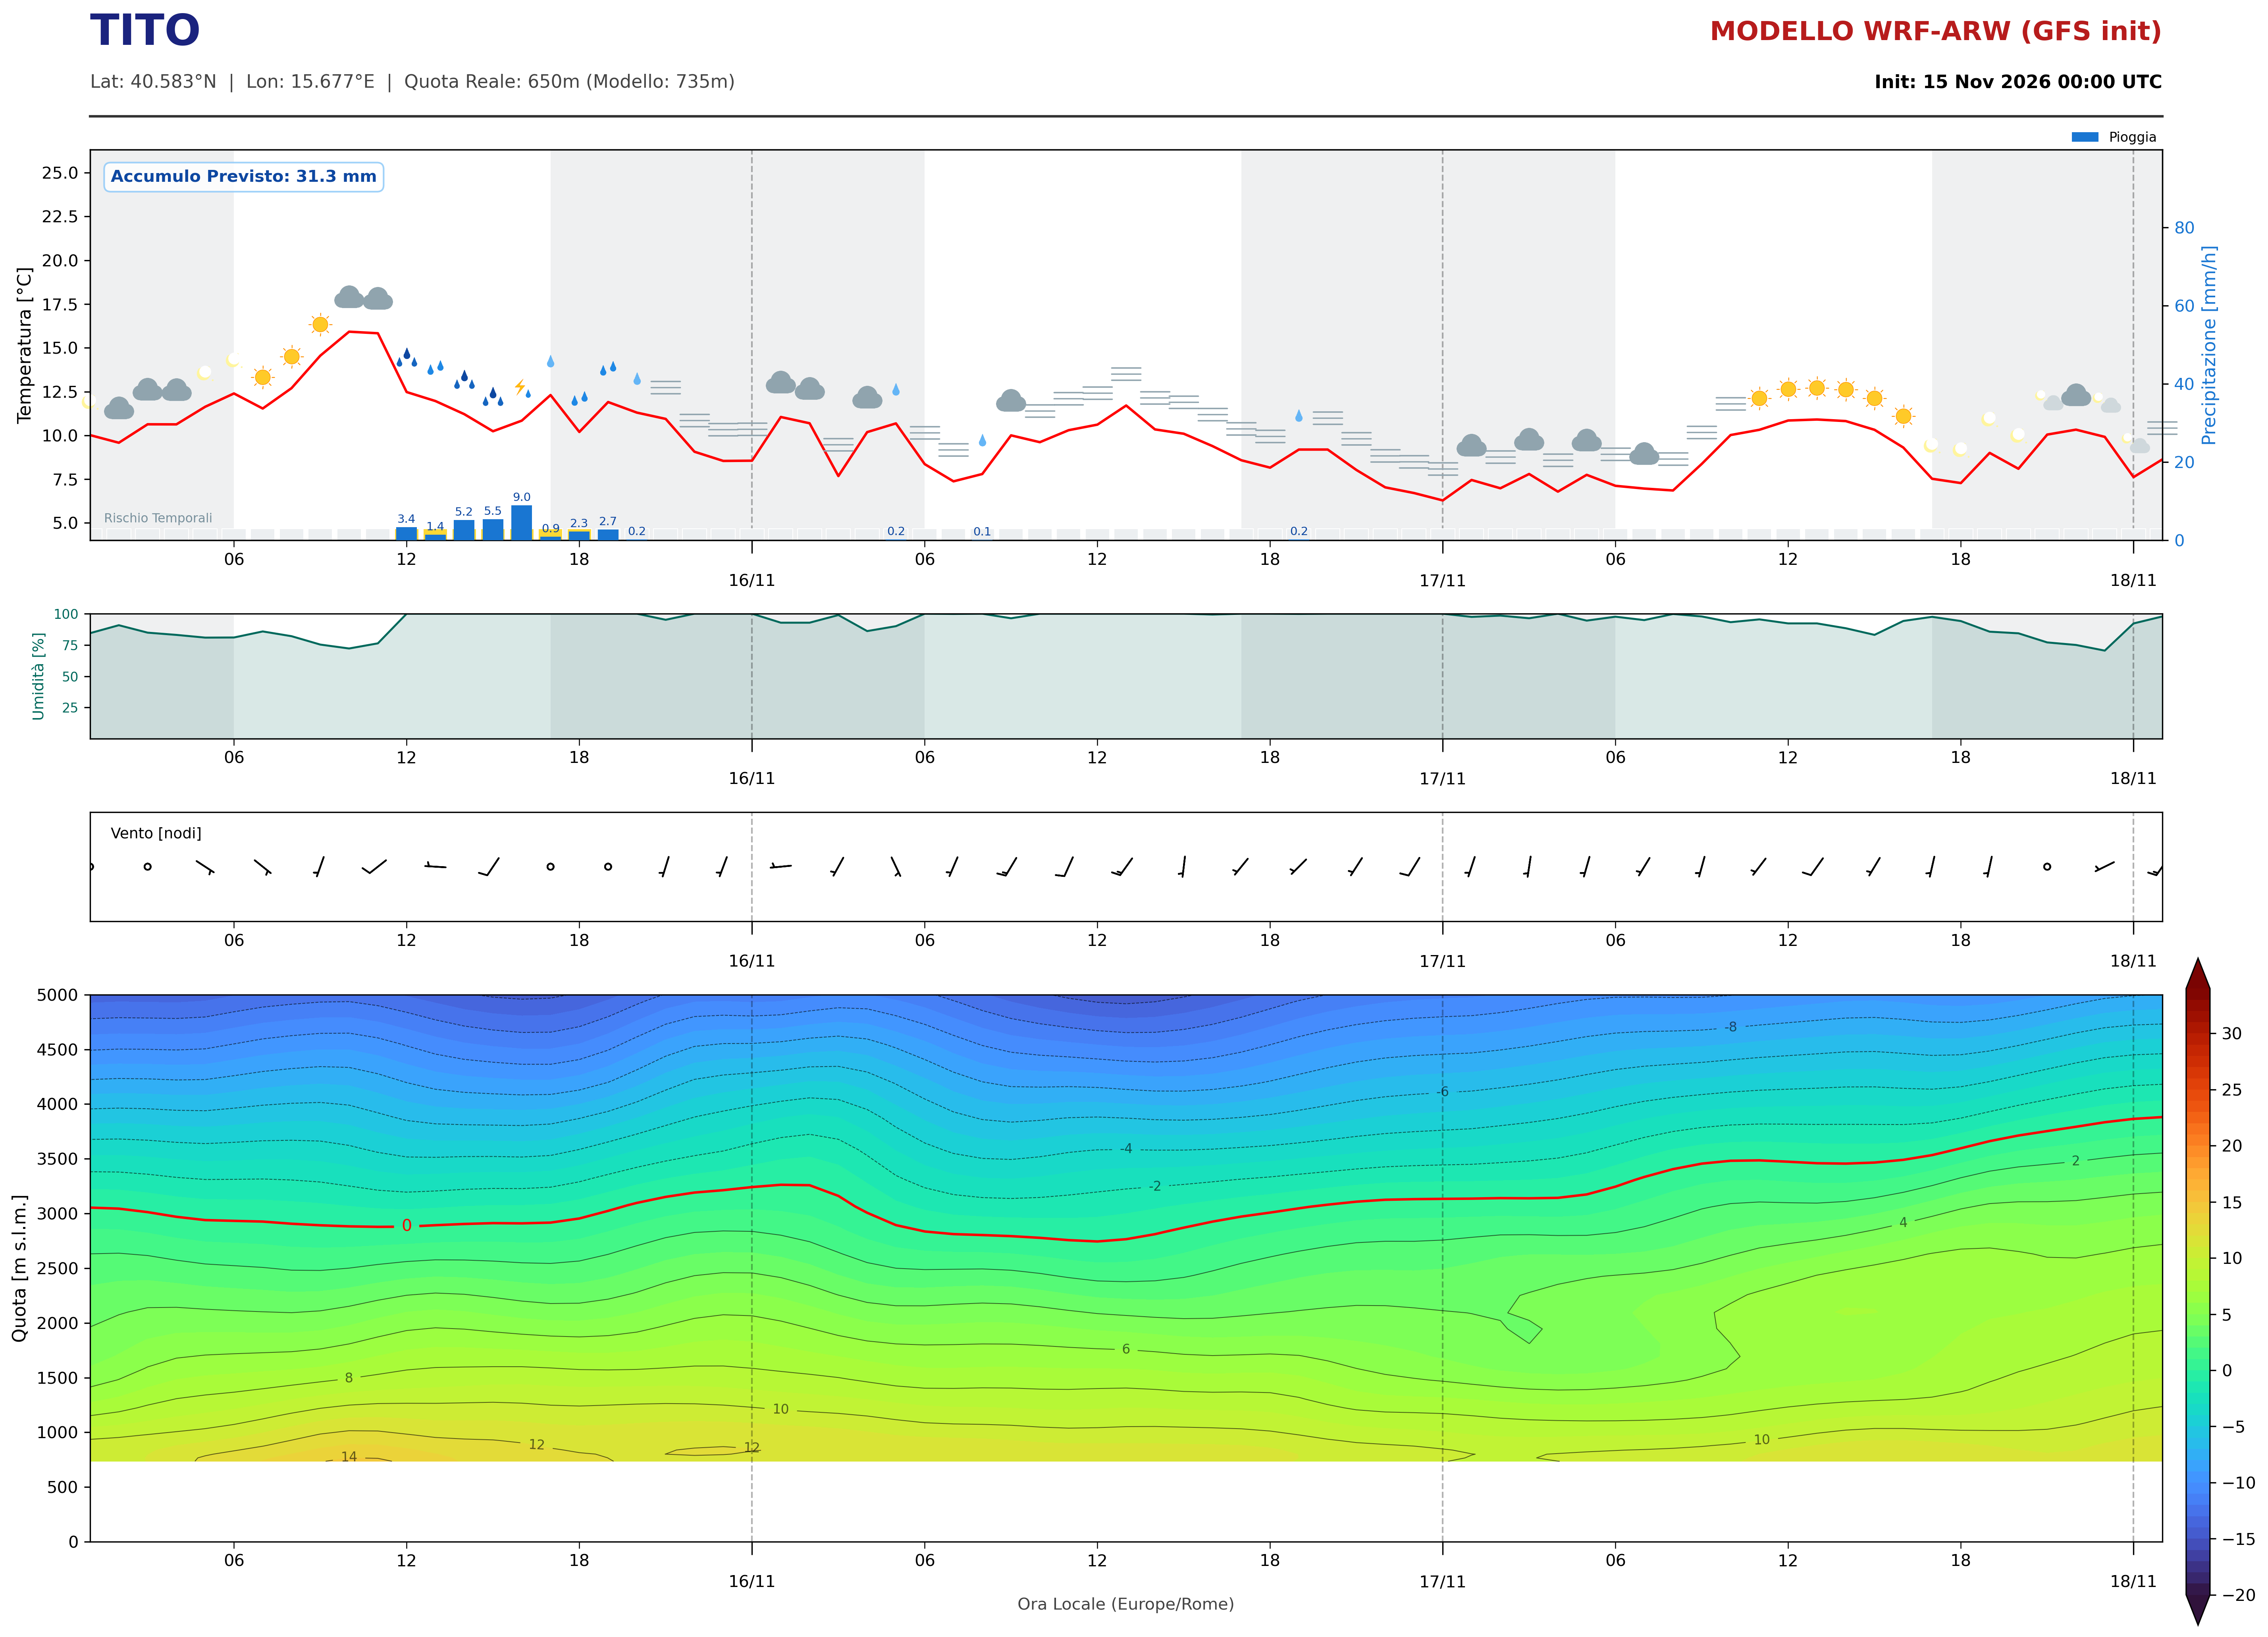 TITO
MODELLO WRF-ARW (GFS init)
Lat: 40.583°N | Lon: 15.677°E | Quota Reale: 650m (Modello: 735m)
Init: 15 Nov 2026 00:00 UTC
Pioggia
Accumulo Previsto: 31.3 mm
Temperatura [°C]
25.0
22.5
20.0
17.5
15.0
12.5
10.0
7.5
5.0
Precipitazione [mm/h]
80
60
40
20
0
Rischio Temporali
3.4 1.4 5.2 5.5 9.0 0.9 2.3 2.7 0.2 0.2 0.1 0.2
06 12 18 06 12 18 06 12 18
16/11 17/11 18/11
Umidità [%]
100
75
50
25
06 12 18 06 12 18 06 12 18
16/11 17/11 18/11
Vento [nodi]
06 12 18 06 12 18 06 12 18
16/11 17/11 18/11
Quota [m s.l.m.]
5000
4500
4000
3500
3000
2500
2000
1500
1000
500
0
-8
-6
-4
-2
2
0
4
6
8
10
12
12
10
14
30
25
20
15
10
5
0
−5
−10
−15
−20
06 12 18 06 12 18 06 12 18
16/11 17/11 18/11
Ora Locale (Europe/Rome)